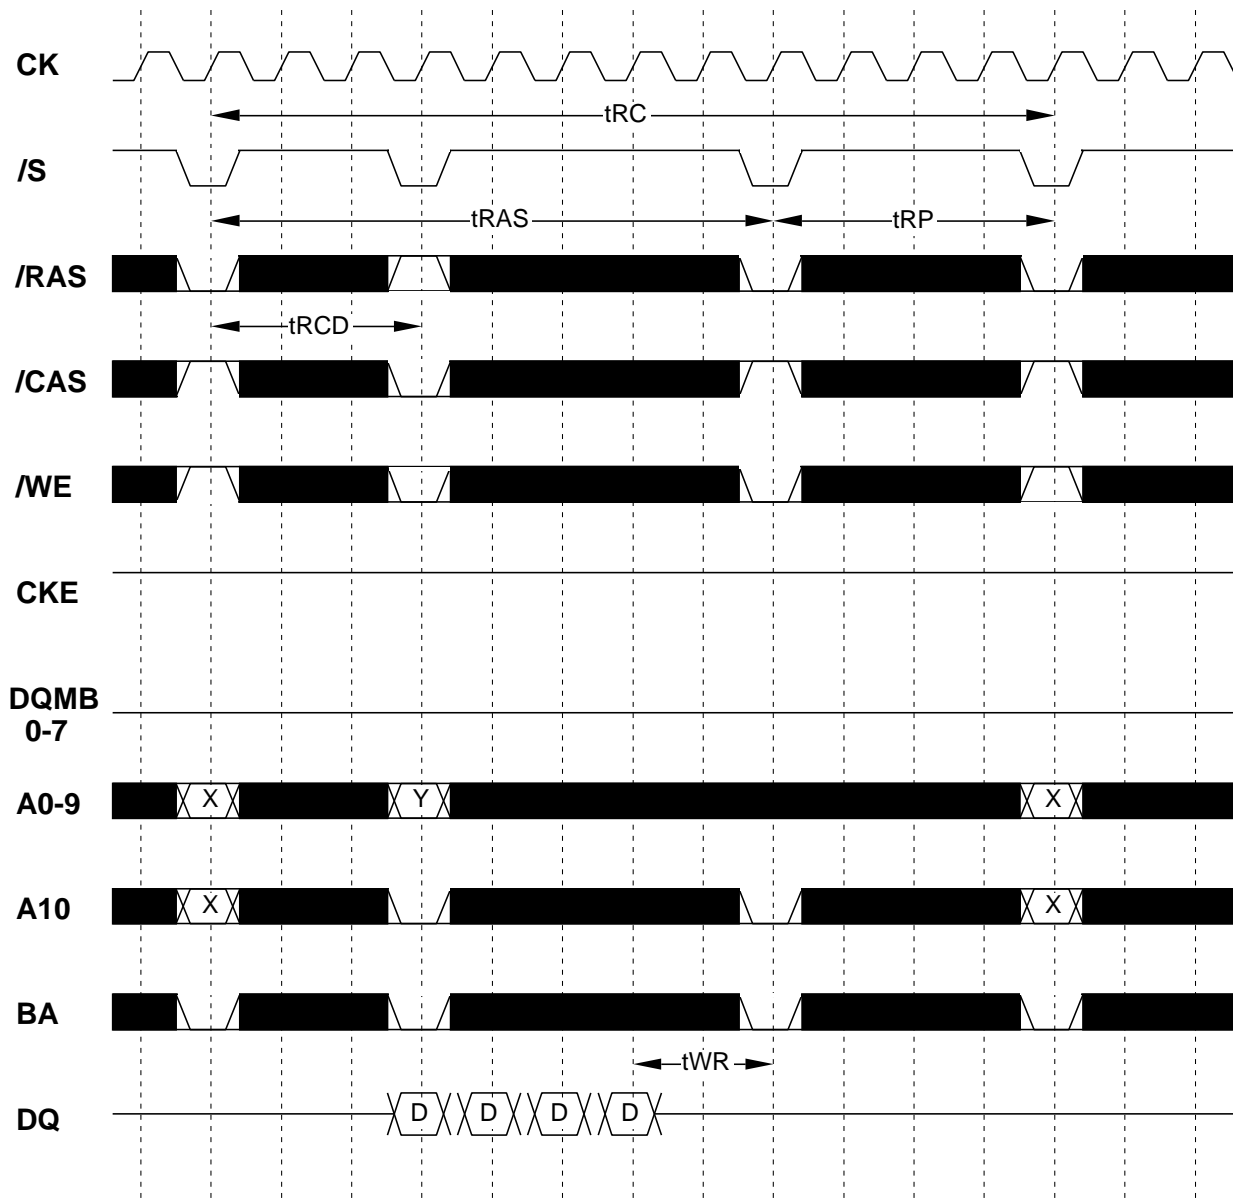 CK
tRC
/S
tRAS
tRP
/RAS
tRCD
/CAS
/WE
CKE
DQMB
0-7
A0-9
X
Y
X
A10
X
X
BA
tWR
DQ
D
D
D
D